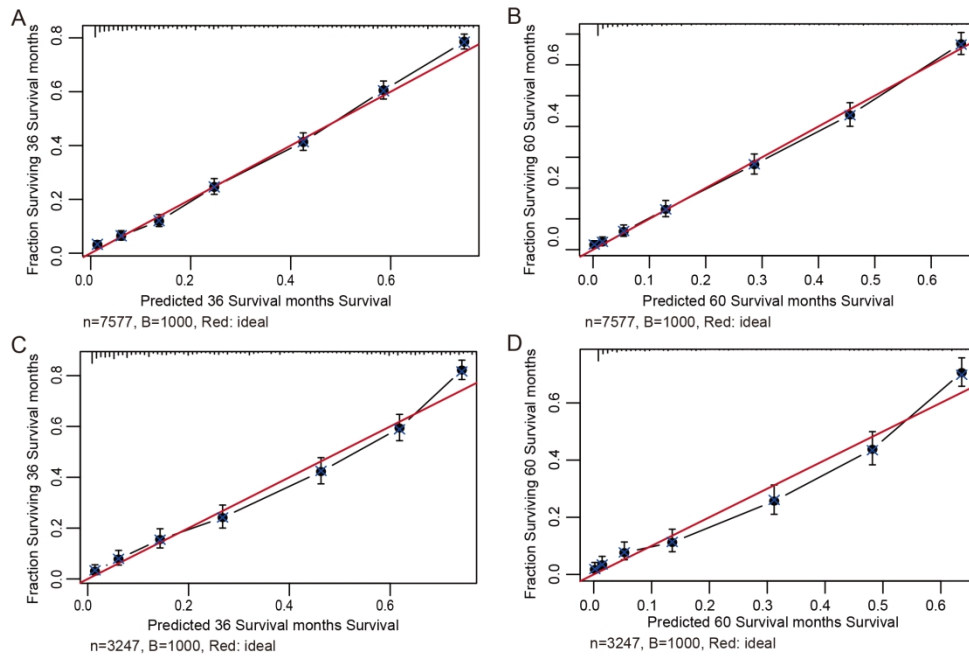 A
Fraction Surviving 36 Survival months
0.8
0.6
0.4
0.2
0.0
0.0 0.2 0.4 0.6
Predicted 36 Survival months Survival
n=7577, B=1000, Red: ideal
B
Fraction Surviving 60 Survival months
0.6
0.4
0.2
0.0
0.0 0.1 0.2 0.3 0.4 0.5 0.6
Predicted 60 Survival months Survival
n=7577, B=1000, Red: ideal
C
Fraction Surviving 36 Survival months
0.8
0.6
0.4
0.2
0.0
0.0 0.2 0.4 0.6
Predicted 36 Survival months Survival
n=3247, B=1000, Red: ideal
D
Fraction Surviving 60 Survival months
0.6
0.4
0.2
0.0
0.0 0.1 0.2 0.3 0.4 0.5 0.6
Predicted 60 Survival months Survival
n=3247, B=1000, Red: ideal